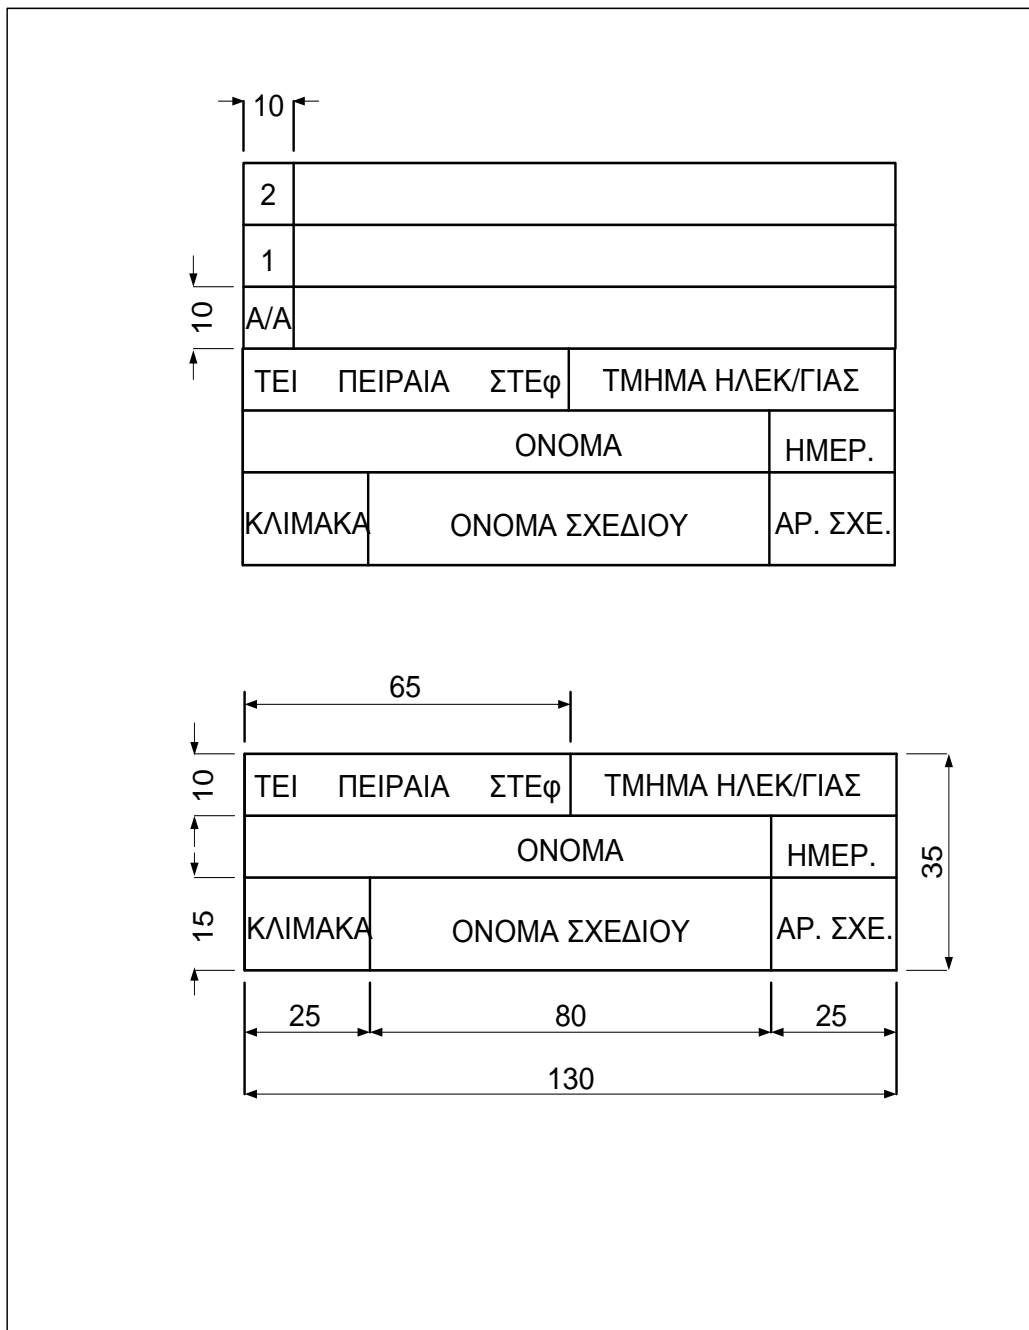 10
2
1
10
Α/Α
ΤΕΙ ΠΕΙΡΑΙΑ ΣΤΕφ ΤΜΗΜΑ ΗΛΕΚ/ΓΙΑΣ
ΟΝΟΜΑ ΗΜΕΡ.
ΚΛΙΜΑΚΑ ΟΝΟΜΑ ΣΧΕΔΙΟΥ ΑΡ. ΣΧΕ.
65
10 ΤΕΙ ΠΕΙΡΑΙΑ ΣΤΕφ ΤΜΗΜΑ ΗΛΕΚ/ΓΙΑΣ
ΟΝΟΜΑ ΗΜΕΡ. 35
15 ΚΛΙΜΑΚΑ ΟΝΟΜΑ ΣΧΕΔΙΟΥ ΑΡ. ΣΧΕ.
25 80 25
130